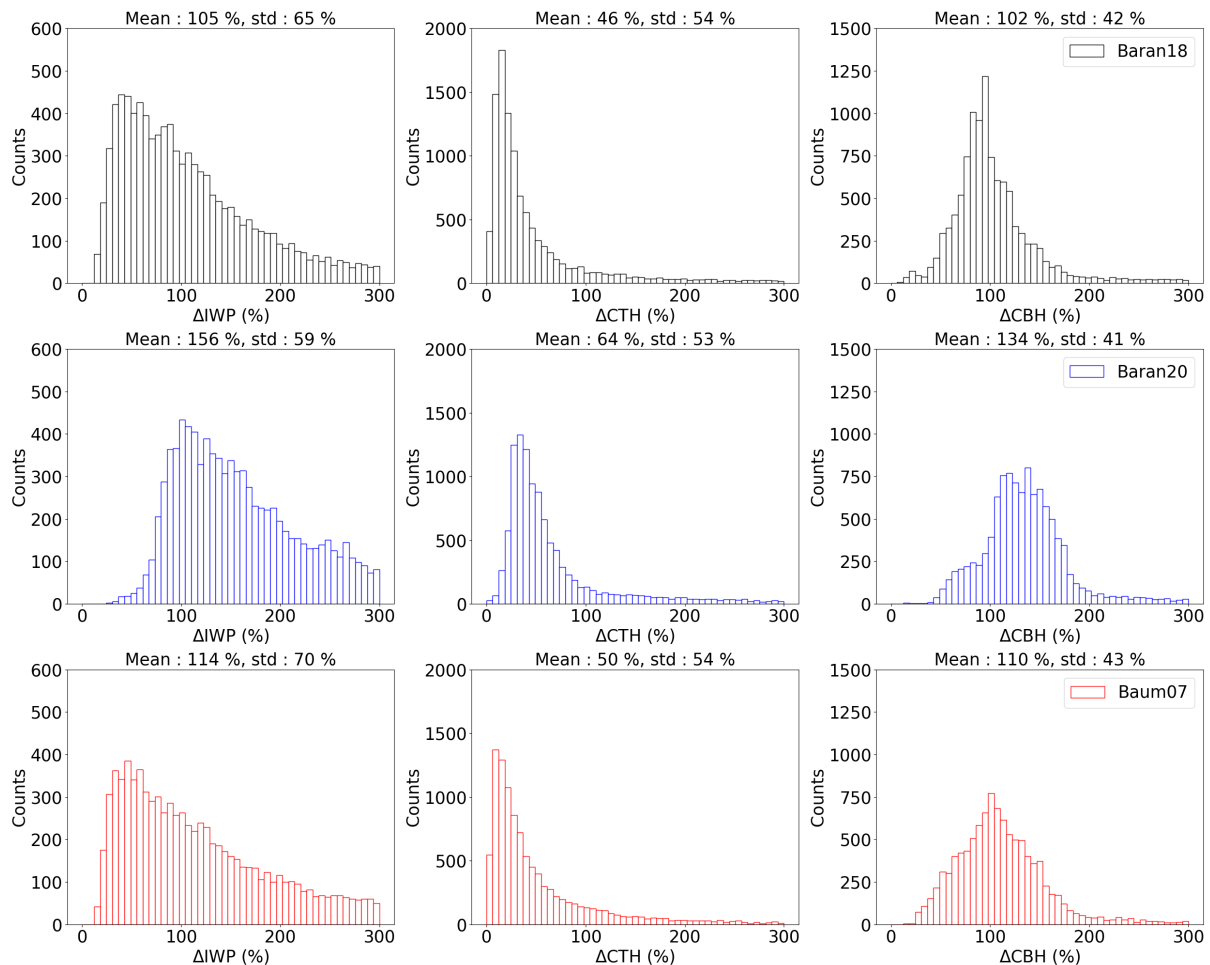 Mean : 105 %, std : 65 %
600
500
400
300
200
100
0
Counts
0 100 200 300
ΔIWP (%)
46 %, std : 54 %
2000
1500
1000
500
0
Counts
0 100 200 300
ΔCTH (%)
Mean : 102 %, std : 42 %
1500
1250
1000
750
500
250
0
Counts
Baran18
0 100 200 300
ΔCBH (%)
Mean : 156 %, std : 59 %
600
500
400
300
200
100
0
Counts
0 100 200 300
ΔIWP (%)
Mean : 64 %, std : 53 %
2000
1500
1000
500
0
Counts
0 100 200 300
ΔCTH (%)
Mean : 134 %, std : 41 %
1500
1250
1000
750
500
250
0
Counts
Baran20
0 100 200 300
ΔCBH (%)
Mean : 114 %, std : 70 %
600
500
400
300
200
100
0
Counts
0 100 200 300
ΔIWP (%)
Mean : 50 %, std : 54 %
2000
1500
1000
500
0
Counts
0 100 200 300
ΔCTH (%)
Mean : 110 %, std : 43 %
1500
1250
1000
750
500
250
0
Counts
Baum07
0 100 200 300
ΔCBH (%)